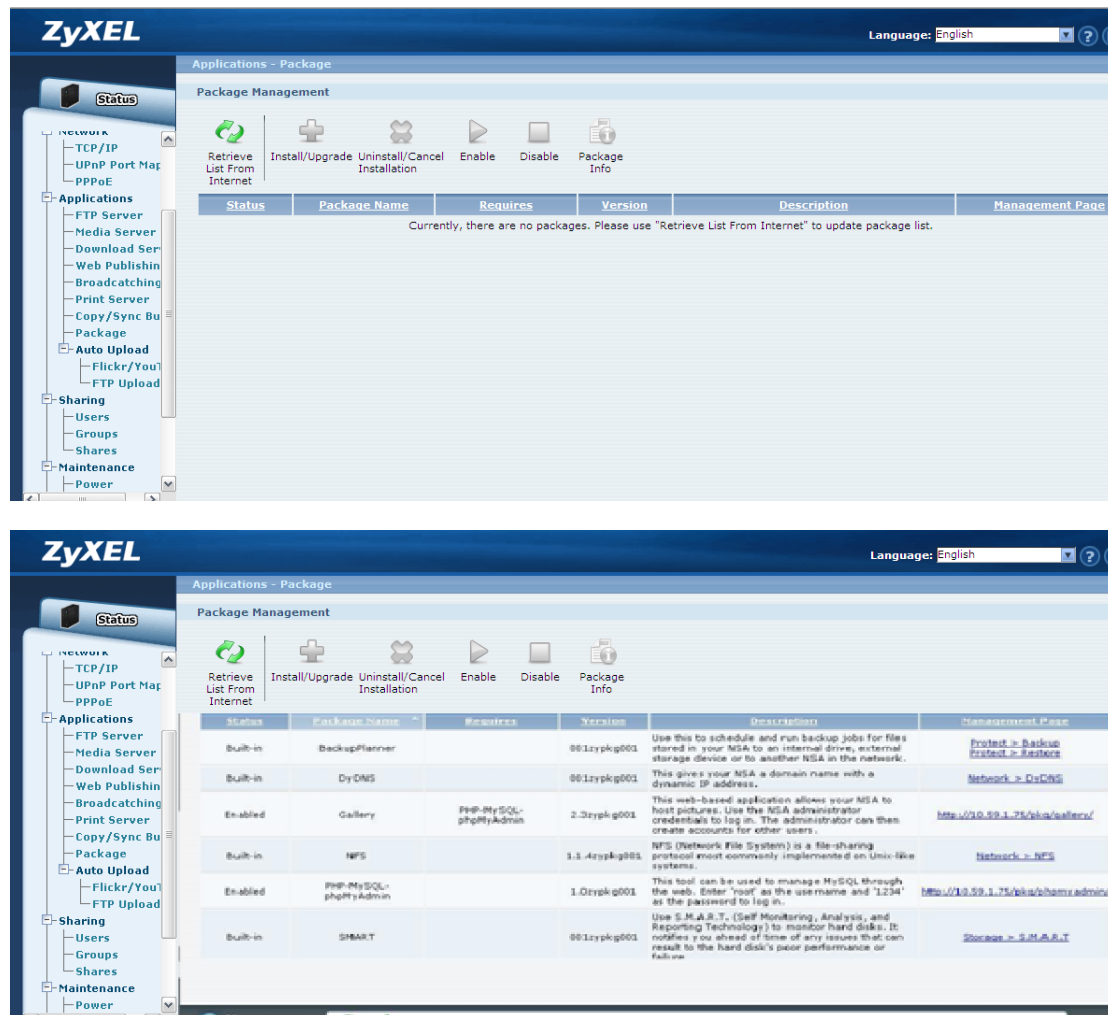 ZyXEL
Language: English
Applications - Package
Status
Package Management
Network
TCP/IP
UPnP Port Map
PPPoE
Applications
FTP Server
Media Server
Download Ser
Web Publishin
Broadcatching
Print Server
Copy/Sync Bu
Package
Auto Upload
Flickr/YouT
FTP Upload
Sharing
Users
Groups
Shares
Maintenance
Power
Retrieve List From Internet
Install/Upgrade
Uninstall/Cancel Installation
Enable
Disable
Package Info
Status Package Name Requires Version Description Management Page
Currently, there are no packages. Please use "Retrieve List From Internet" to update package list.
ZyXEL
Language: English
Applications - Package
Status
Package Management
Network
TCP/IP
UPnP Port Map
PPPoE
Applications
FTP Server
Media Server
Download Ser
Web Publishin
Broadcatching
Print Server
Copy/Sync Bu
Package
Auto Upload
Flickr/YouT
FTP Upload
Sharing
Users
Groups
Shares
Maintenance
Power
Retrieve List From Internet
Install/Upgrade
Uninstall/Cancel Installation
Enable
Disable
Package Info
Status Package Name Requires Version Description Management Page
Built-in BackupPlanner 001zypkg001
Use this to schedule and run backup jobs for files
stored in your NSA to an internal drive, external
storage device or to another NSA in the network.
Protect > Backup
Protect > Restore
Built-in DyDNS 001zypkg001
This gives your NSA a domain name with a
dynamic IP address.
Network > DyDNS
Enabled Gallery PHP-MySQL-phpMyAdmin 2.3zypkg001
This web-based application allows your NSA to
host pictures. Use the NSA administrator
credentials to log in. The administrator can then
create accounts for other users.
http://10.59.1.75/pkg/gallery/
Built-in NFS 1.1.4zypkg001
NFS (Network File System) is a file-sharing
protocol most commonly implemented on Unix-like
systems.
Network > NFS
Enabled PHP-MySQL-phpMyAdmin 1.0zypkg001
This tool can be used to manage MySQL through
the web. Enter 'root' as the username and '1234'
as the password to log in.
Built-in SMART 001zypkg001
Use S.M.A.R.T. (Self Monitoring, Analysis, and
Reporting Technology) to monitor hard disks. It
notifies you ahead of time of any issues that can
result to the hard disk's poor performance or
failure
Storage > S.M.A.R.T